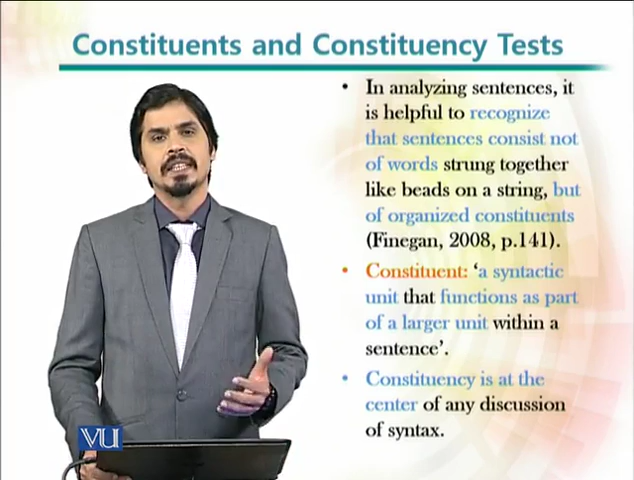 Constituents and Constituency Tests
• In analyzing sentences, it
is helpful to recognize
that sentences consist not
of words strung together
like beads on a string, but
of organized constituents
(Finegan, 2008, p.141).
• Constituent: 'a syntactic
unit that functions as part
of a larger unit within a
sentence'.
• Constituency is at the
center of any discussion
of syntax.
VU